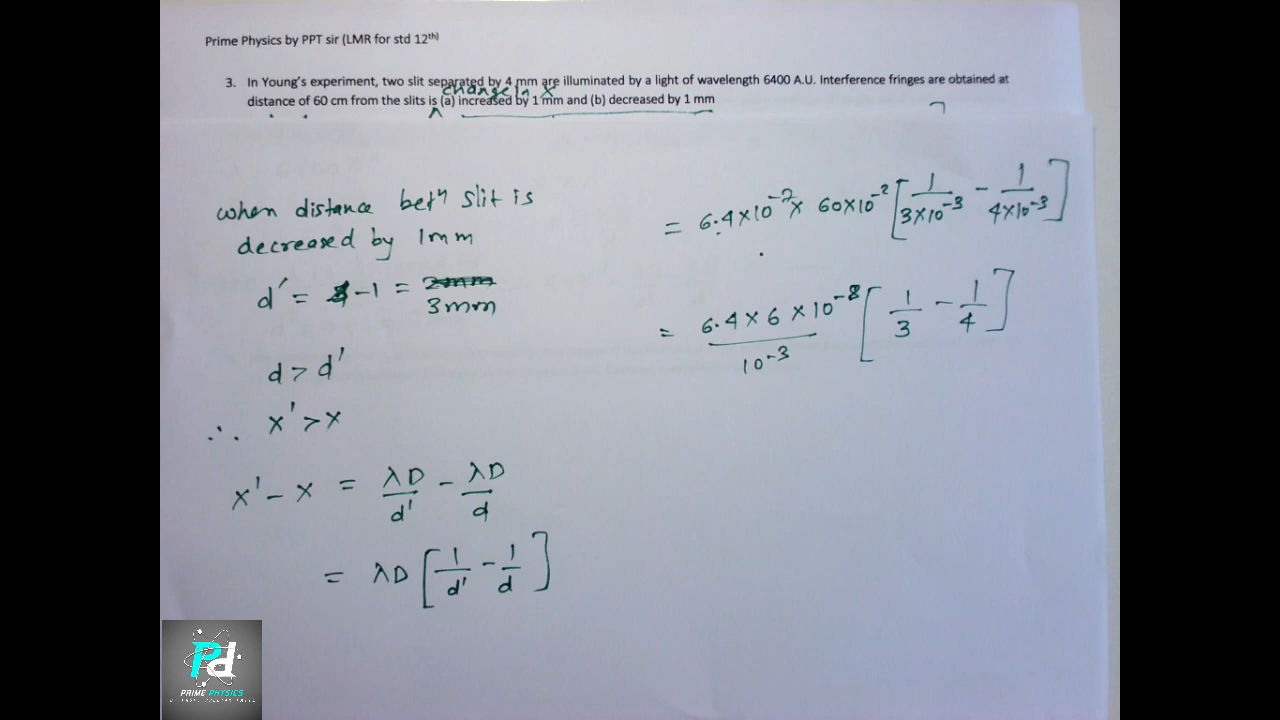 Prime Physics by PPT sir (LMR for std 12th)
3. In Young's experiment, two slit separated by 4 mm are illuminated by a light of wavelength 6400 A.U. Interference fringes are obtained at
change in x
distance of 60 cm from the slits is (a) increased by 1 mm and (b) decreased by 1 mm
when distance betn slit is
decreased by 1mm
d' = 4-1 = 2mm
3mm
d > d'
∴ x' > x
x' - x = λD/d' - λD/d
= λD [1/d' - 1/d]
= 6.4×10⁻⁷ × 60×10⁻² [1/3×10⁻³ - 1/4×10⁻³]
= 6.4 × 6 × 10⁻⁸/10⁻³ [1/3 - 1/4]
Pd
PRIME PHYSICS